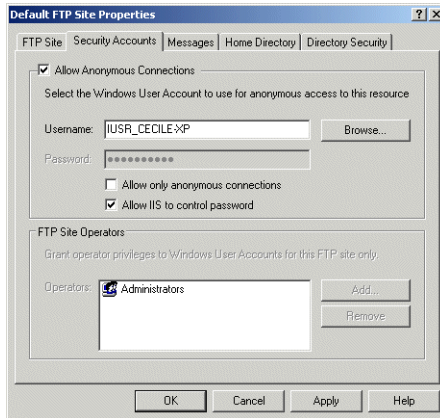 Default FTP Site Properties
FTP Site Security Accounts Messages Home Directory Directory Security
Allow Anonymous Connections
Select the Windows User Account to use for anonymous access to this resource
Username: IUSR_CECILE-XP Browse...
Password: ●●●●●●●●●●
Allow only anonymous connections
Allow IIS to control password
FTP Site Operators
Grant operator privileges to Windows User Accounts for this FTP site only.
Operators: Administrators Add...
Remove
OK Cancel Apply Help